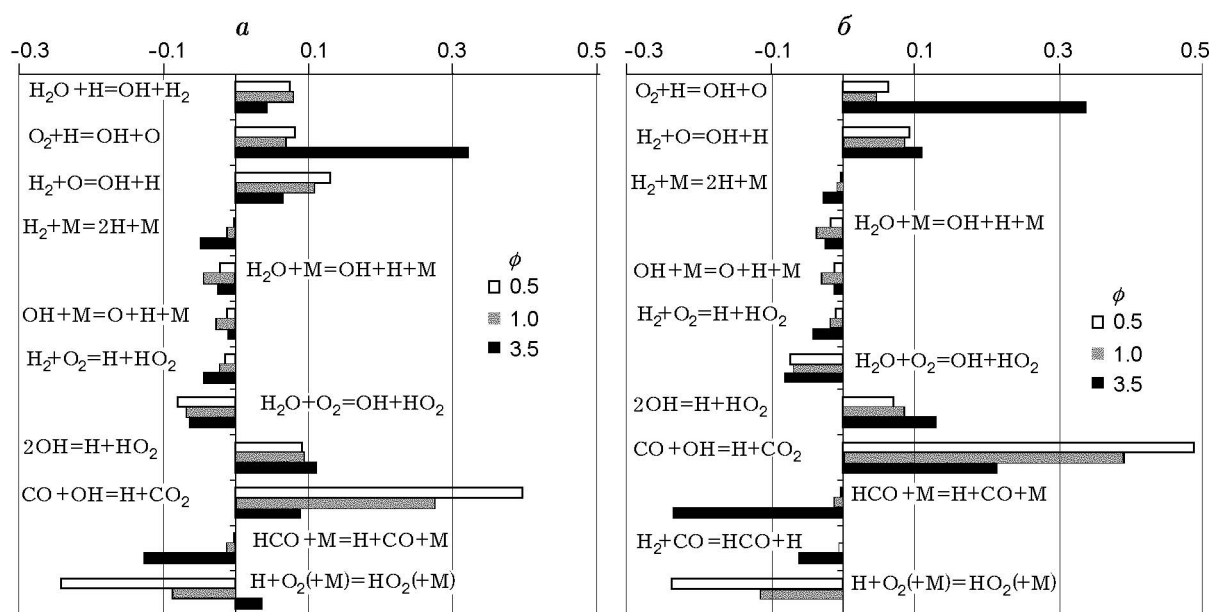 a
-0.3 -0.1 0.1 0.3 0.5
H₂O+H=OH+H₂
O₂+H=OH+O
H₂+O=OH+H
H₂+M=2H+M
H₂O+M=OH+H+M
OH+M=O+H+M
H₂+O₂=H+HO₂
H₂O+O₂=OH+HO₂
2OH=H+HO₂
CO+OH=H+CO₂
HCO+M=H+CO+M
H+O₂(+M)=HO₂(+M)
ϕ
0.5
1.0
3.5
б
-0.3 -0.1 0.1 0.3 0.5
O₂+H=OH+O
H₂+O=OH+H
H₂+M=2H+M
H₂O+M=OH+H+M
OH+M=O+H+M
H₂+O₂=H+HO₂
H₂O+O₂=OH+HO₂
2OH=H+HO₂
CO+OH=H+CO₂
HCO+M=H+CO+M
H₂+CO=HCO+H
H+O₂(+M)=HO₂(+M)
ϕ
0.5
1.0
3.5